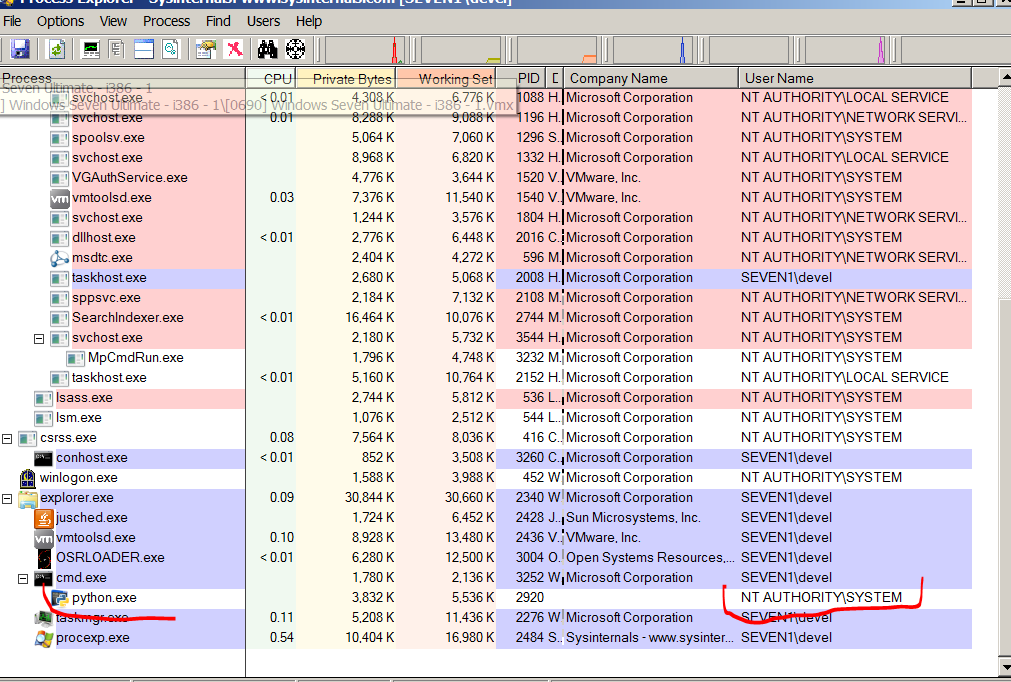 Process Explorer - Sysinternals: www.sysinternals.com [SEVEN1\devel]
File Options View Process Find Users Help
Process CPU Private Bytes Working Set PID D Company Name User Name
Seven Ultimate - i386 - 1
] Windows Seven Ultimate - i386 - 1\[0690] Windows Seven Ultimate - i386 - 1.vmx
svchost.exe < 0.01 4,308 K 6,776 K 1088 H. Microsoft Corporation NT AUTHORITY\LOCAL SERVICE
svchost.exe 0.01 8,288 K 9,088 K 1196 H. Microsoft Corporation NT AUTHORITY\NETWORK SERVI...
spoolsv.exe 5,064 K 7,060 K 1296 S. Microsoft Corporation NT AUTHORITY\SYSTEM
svchost.exe 8,968 K 6,820 K 1332 H. Microsoft Corporation NT AUTHORITY\LOCAL SERVICE
VGAuthService.exe 4,776 K 3,644 K 1520 V. VMware, Inc. NT AUTHORITY\SYSTEM
vm vmtoolsd.exe 0.03 7,376 K 11,540 K 1540 V. VMware, Inc. NT AUTHORITY\SYSTEM
svchost.exe 1,244 K 3,576 K 1804 H. Microsoft Corporation NT AUTHORITY\NETWORK SERVI...
dllhost.exe < 0.01 2,776 K 6,448 K 2016 C. Microsoft Corporation NT AUTHORITY\SYSTEM
msdtc.exe 2,404 K 4,272 K 596 M. Microsoft Corporation NT AUTHORITY\NETWORK SERVI...
taskhost.exe 2,680 K 5,068 K 2008 H. Microsoft Corporation SEVEN1\devel
sppsvc.exe 2,184 K 7,132 K 2108 M. Microsoft Corporation NT AUTHORITY\NETWORK SERVI...
SearchIndexer.exe < 0.01 16,464 K 10,076 K 2744 M. Microsoft Corporation NT AUTHORITY\SYSTEM
svchost.exe 2,180 K 5,732 K 3544 H. Microsoft Corporation NT AUTHORITY\SYSTEM
MpCmdRun.exe 1,796 K 4,748 K 3232 M. Microsoft Corporation NT AUTHORITY\SYSTEM
taskhost.exe < 0.01 5,160 K 10,764 K 2152 H. Microsoft Corporation NT AUTHORITY\LOCAL SERVICE
lsass.exe 2,744 K 5,812 K 536 L.. Microsoft Corporation NT AUTHORITY\SYSTEM
lsm.exe 1,076 K 2,512 K 544 L.. Microsoft Corporation NT AUTHORITY\SYSTEM
csrss.exe 0.08 7,564 K 8,036 K 416 C. Microsoft Corporation NT AUTHORITY\SYSTEM
conhost.exe < 0.01 852 K 3,508 K 3260 C. Microsoft Corporation SEVEN1\devel
winlogon.exe 1,588 K 3,988 K 452 W Microsoft Corporation NT AUTHORITY\SYSTEM
explorer.exe 0.09 30,844 K 30,660 K 2340 W Microsoft Corporation SEVEN1\devel
jusched.exe 1,724 K 6,452 K 2428 J.. Sun Microsystems, Inc. SEVEN1\devel
vm vmtoolsd.exe 0.10 8,928 K 13,480 K 2436 V. VMware, Inc. SEVEN1\devel
OSRLOADER.exe < 0.01 6,280 K 12,500 K 3004 O. Open Systems Resources,... SEVEN1\devel
cmd.exe 1,780 K 2,136 K 3252 W Microsoft Corporation SEVEN1\devel
python.exe 3,832 K 5,536 K 2920 NT AUTHORITY\SYSTEM
taskmgr.exe 0.11 5,208 K 11,436 K 2276 W Microsoft Corporation SEVEN1\devel
procexp.exe 0.54 10,404 K 16,980 K 2484 S. Sysinternals - www.sysinter... SEVEN1\devel